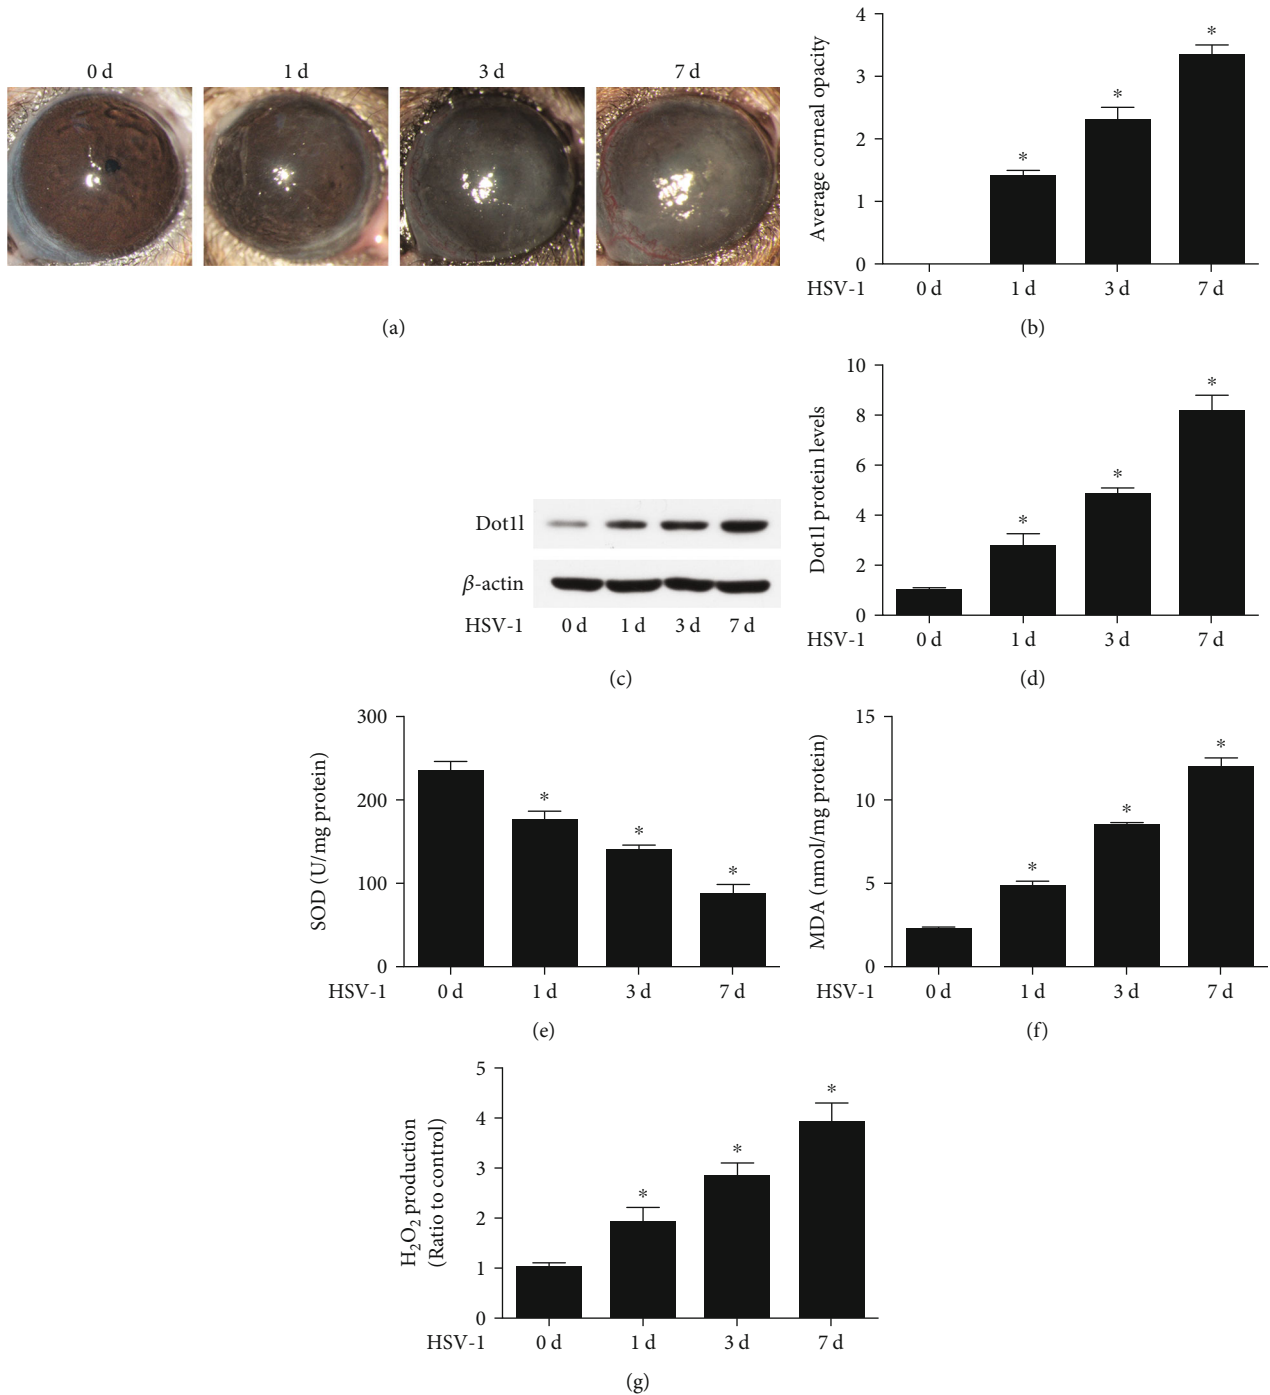 0 d 1 d 3 d 7 d
(a)
Average corneal opacity
4
3
2
1
0
HSV-1 0 d 1 d 3 d 7 d
* * *
(b)
Dot1l
β-actin
HSV-1 0 d 1 d 3 d 7 d
(c)
Dot1l protein levels
10
8
6
4
2
0
HSV-1 0 d 1 d 3 d 7 d
* * *
(d)
SOD (U/mg protein)
300
200
100
0
HSV-1 0 d 1 d 3 d 7 d
* * *
(e)
MDA (nmol/mg protein)
15
10
5
0
HSV-1 0 d 1 d 3 d 7 d
* * *
(f)
H₂O₂ production
(Ratio to control)
5
4
3
2
1
0
HSV-1 0 d 1 d 3 d 7 d
* * *
(g)